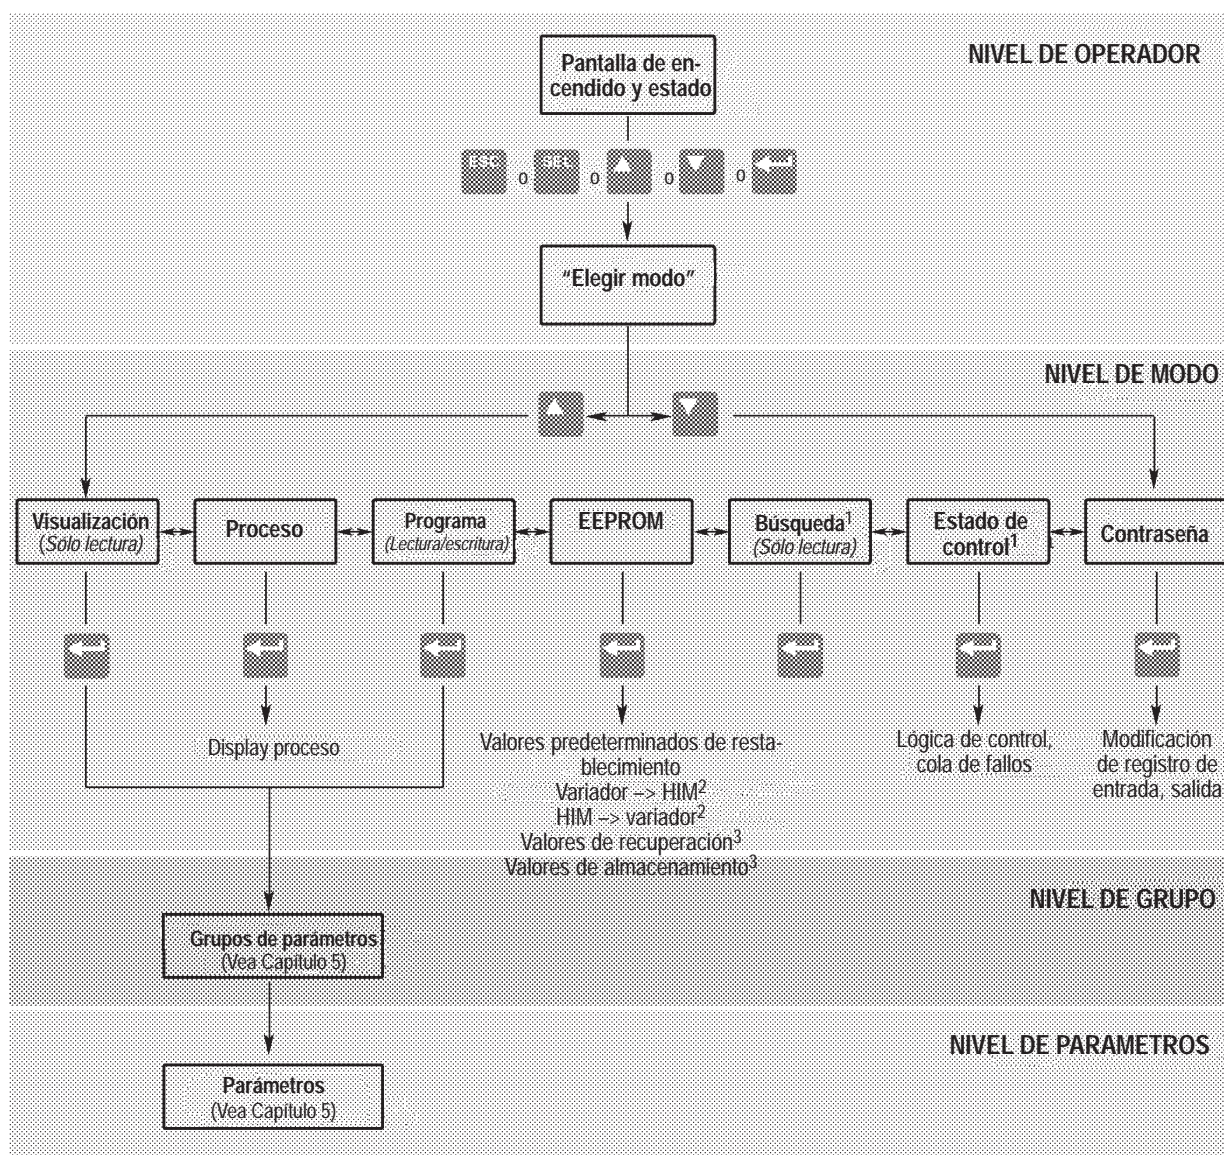 NIVEL DE OPERADOR
Pantalla de en-
cendido y estado
ESC o SEL o o o
“Elegir modo”
NIVEL DE MODO
Visualización
(Sólo lectura)
Proceso
Programa
(Lectura/escritura)
EEPROM
Búsqueda1
(Sólo lectura)
Estado de
control1
Contraseña
Display proceso
Valores predeterminados de resta-
blecimiento
Variador –> HIM2
HIM –> variador2
Valores de recuperación3
Valores de almacenamiento3
Lógica de control,
cola de fallos
Modificación
de registro de
entrada, salida
NIVEL DE GRUPO
Grupos de parámetros
(Vea Capítulo 5)
NIVEL DE PARAMETROS
Parámetros
(Vea Capítulo 5)